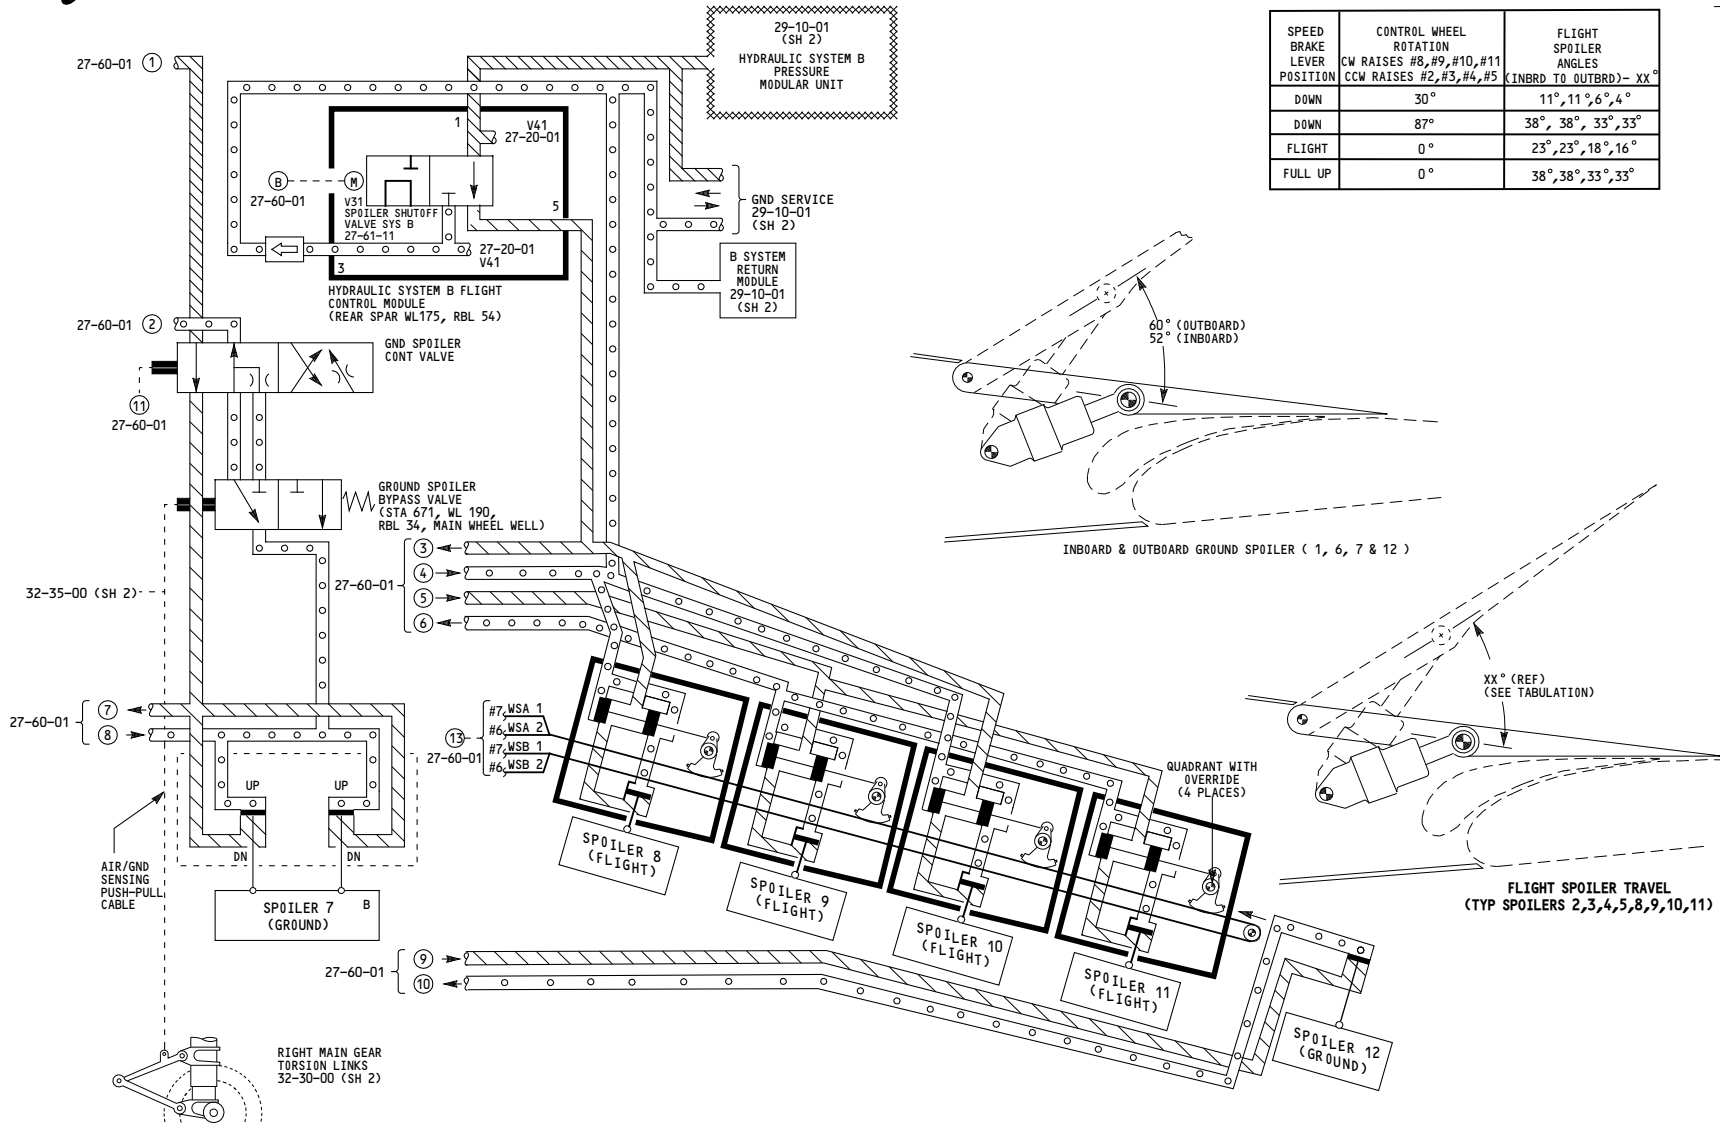 27-60-01 1
29-10-01
(SH 2)
HYDRAULIC SYSTEM B
PRESSURE
MODULAR UNIT
SPEED
BRAKE
LEVER
POSITION
CONTROL WHEEL
ROTATION
CW RAISES #8,#9,#10,#11
CCW RAISES #2,#3,#4,#5
FLIGHT
SPOILER
ANGLES
(INBRD TO OUTBRD)- XX°
DOWN 30° 11°,11°,6°,4°
DOWN 87° 38°, 38°, 33°,33°
FLIGHT 0° 23°,23°,18°,16°
FULL UP 0° 38°,38°,33°,33°
1
V41
27-20-01
B
M
27-60-01
V31
SPOILER SHUTOFF
VALVE SYS B
27-61-11
5
3
27-20-01
V41
GND SERVICE
29-10-01
(SH 2)
B SYSTEM
RETURN
MODULE
29-10-01
(SH 2)
HYDRAULIC SYSTEM B FLIGHT
CONTROL MODULE
(REAR SPAR WL175, RBL 54)
27-60-01 2
GND SPOILER
CONT VALVE
11
27-60-01
60° (OUTBOARD)
52° (INBOARD)
INBOARD & OUTBOARD GROUND SPOILER ( 1, 6, 7 & 12 )
GROUND SPOILER
BYPASS VALVE
(STA 671, WL 190,
RBL 34, MAIN WHEEL WELL)
27-60-01
3
4
5
6
32-35-00 (SH 2)
27-60-01
7
8
13
27-60-01
#7 WSA 1
#6 WSA 2
#7 WSB 1
#6 WSB 2
UP
UP
DN
DN
AIR/GND
SENSING
PUSH-PULL
CABLE
SPOILER 7
(GROUND)
B
SPOILER 8
(FLIGHT)
SPOILER 9
(FLIGHT)
SPOILER 10
(FLIGHT)
SPOILER 11
(FLIGHT)
SPOILER 12
(GROUND)
QUADRANT WITH
OVERRIDE
(4 PLACES)
XX° (REF)
(SEE TABULATION)
FLIGHT SPOILER TRAVEL
(TYP SPOILERS 2,3,4,5,8,9,10,11)
27-60-01
9
10
RIGHT MAIN GEAR
TORSION LINKS
32-30-00 (SH 2)